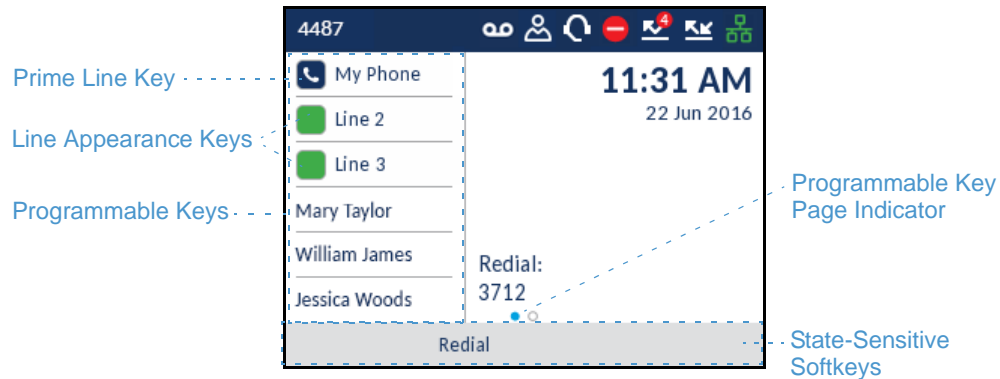 4487
4
Prime Line Key
My Phone
11:31 AM
22 Jun 2016
Line Appearance Keys
Line 2
Line 3
Programmable Keys
Mary Taylor
William James
Jessica Woods
Redial:
3712
Programmable Key
Page Indicator
Redial
State-Sensitive
Softkeys